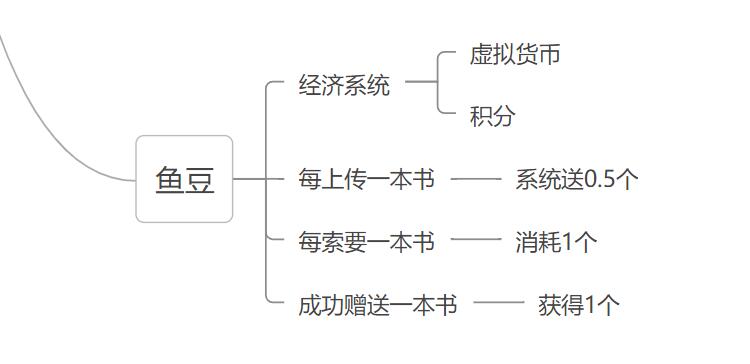 虚拟货币
经济系统
积分
鱼豆
每上传一本书 系统送0.5个
每索要一本书 消耗1个
成功赠送一本书 获得1个